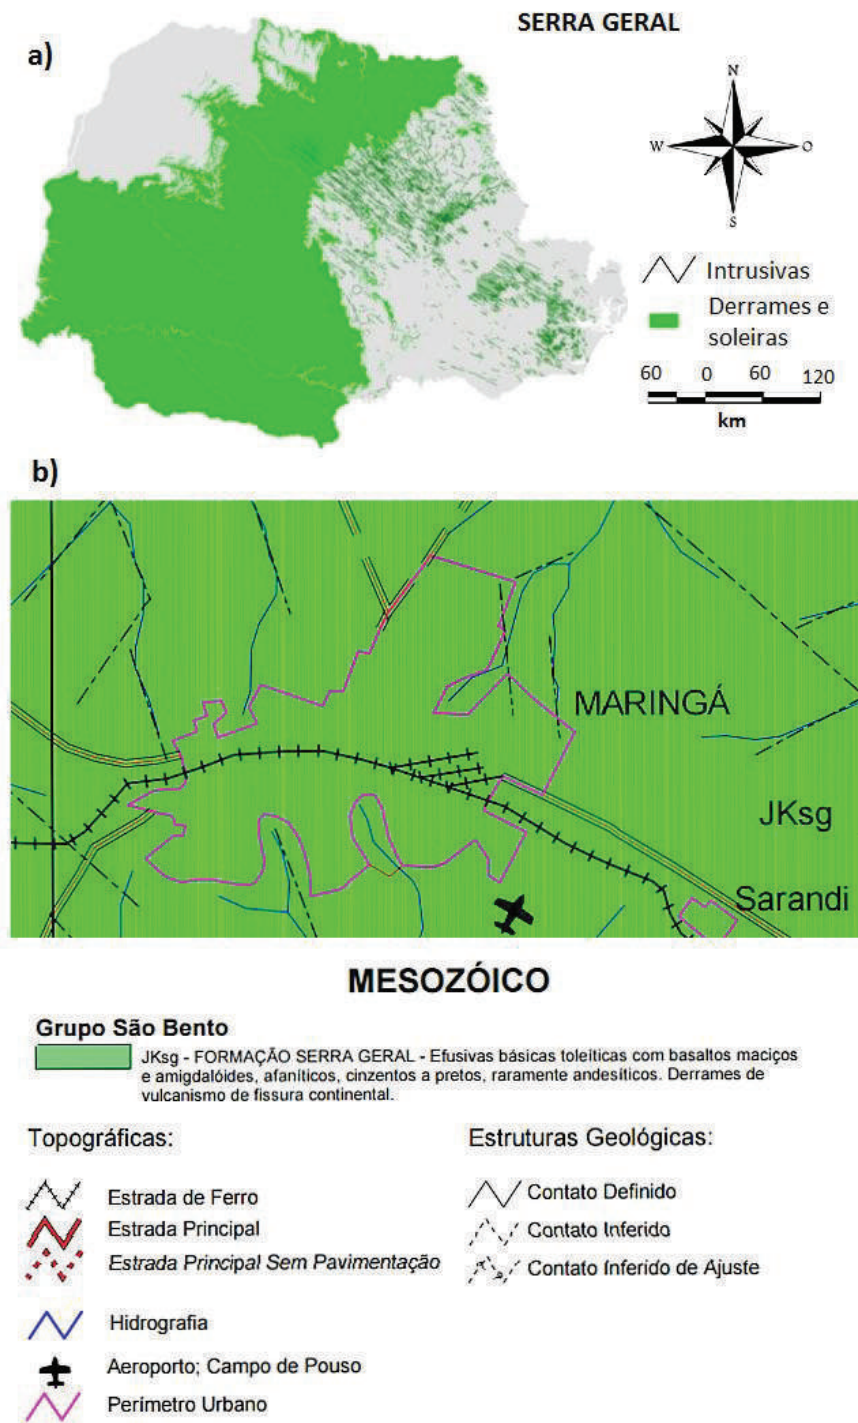 SERRA GERAL
a)
N
W
O
S
Intrusivas
Derrames e
soleiras
60 0 60 120
km
b)
MARINGÁ
JKsg
Sarandi
MESOZÓICO
Grupo São Bento
JKsg - FORMAÇÃO SERRA GERAL - Efusivas básicas toleíticas com basaltos maciços
e amigdalóides, afaníticos, cinzentos a pretos, raramente andesíticos. Derrames de
vulcanismo de fissura continental.
Topográficas:
Estrada de Ferro
Estrada Principal
Estrada Principal Sem Pavimentação
Hidrografia
Aeroporto; Campo de Pouso
Perímetro Urbano
Estruturas Geológicas:
Contato Definido
Contato Inferido
Contato Inferido de Ajuste